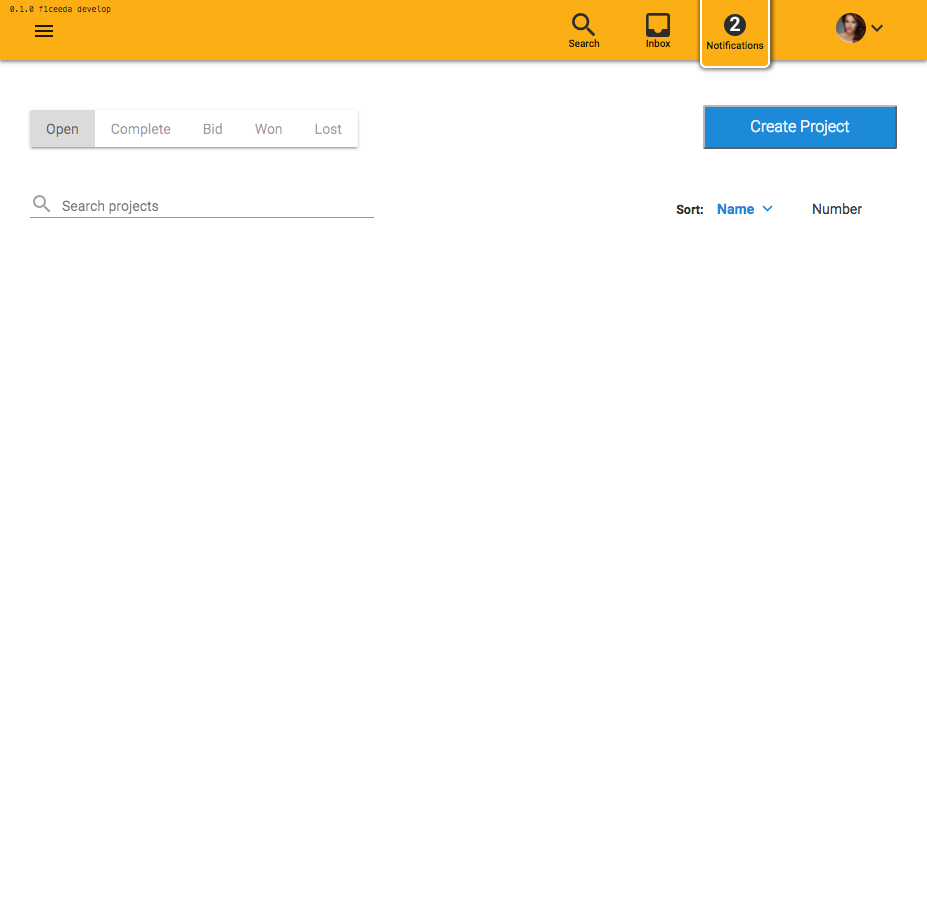 0.1.0 f1ceeda develop
Search
Inbox
2
Notifications
Open
Complete
Bid
Won
Lost
Create Project
Search projects
Sort:
Name
Number